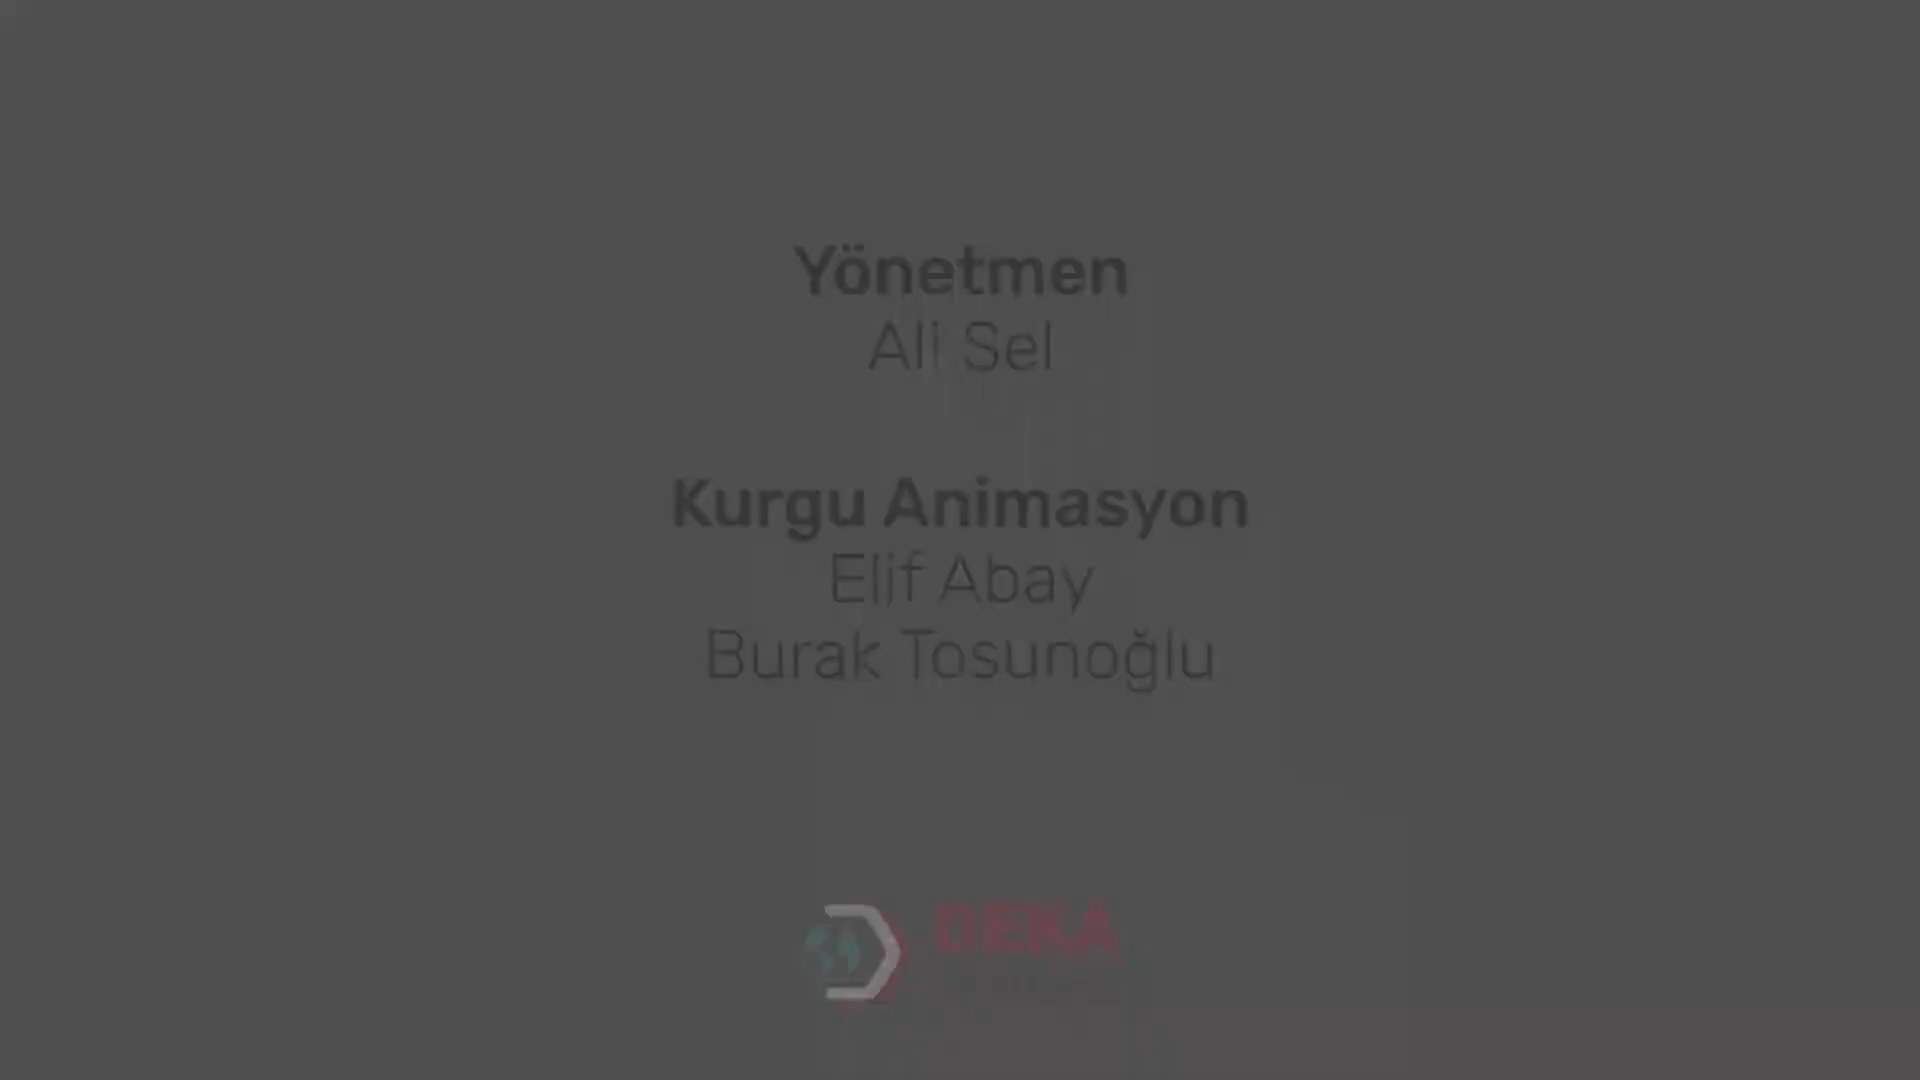 Yönetmen
Ali Sel
Kurgu Animasyon
Elif Abay
Burak Tosunoğlu
DEKA